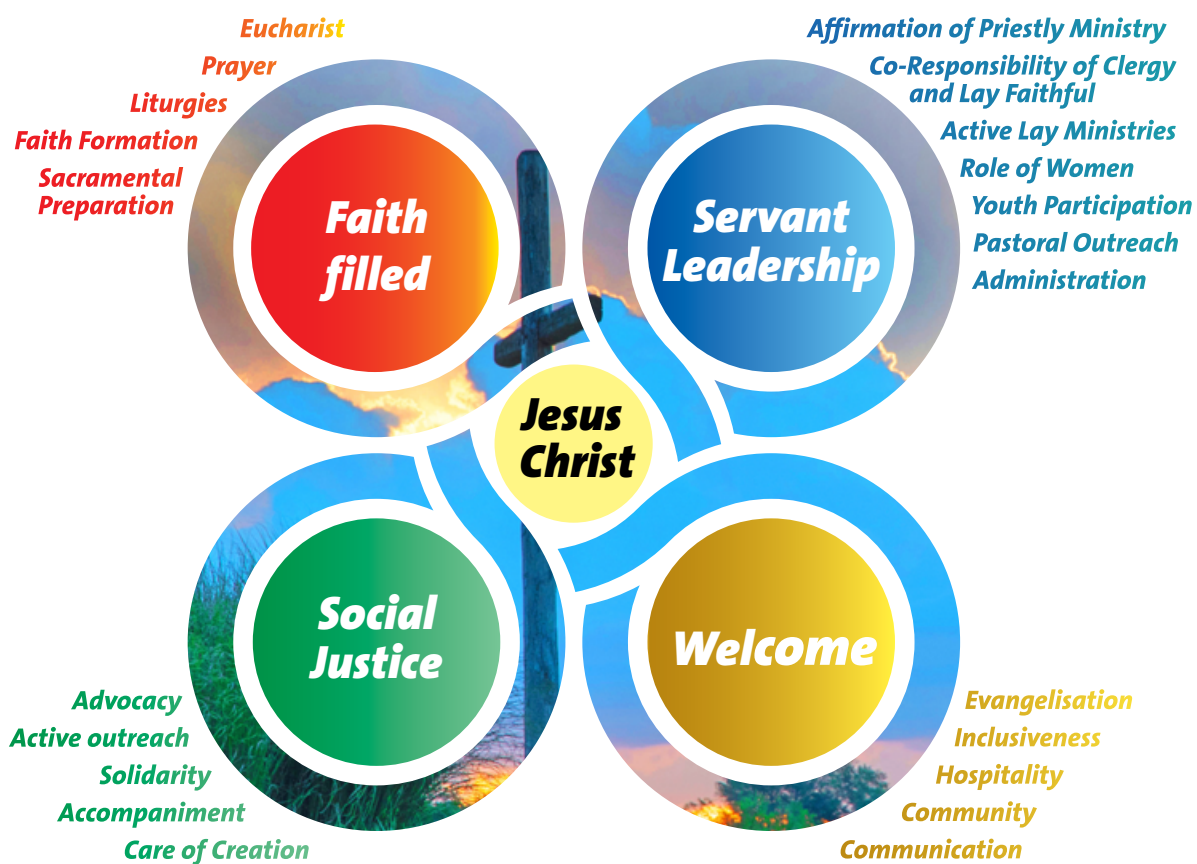 Eucharist
Prayer
Liturgies
Faith Formation
Sacramental
Preparation
Faith
filled
Affirmation of Priestly Ministry
Co-Responsibility of Clergy
and Lay Faithful
Active Lay Ministries
Role of Women
Youth Participation
Pastoral Outreach
Administration
Servant
Leadership
Jesus
Christ
Social
Justice
Advocacy
Active outreach
Solidarity
Accompaniment
Care of Creation
Welcome
Evangelisation
Inclusiveness
Hospitality
Community
Communication